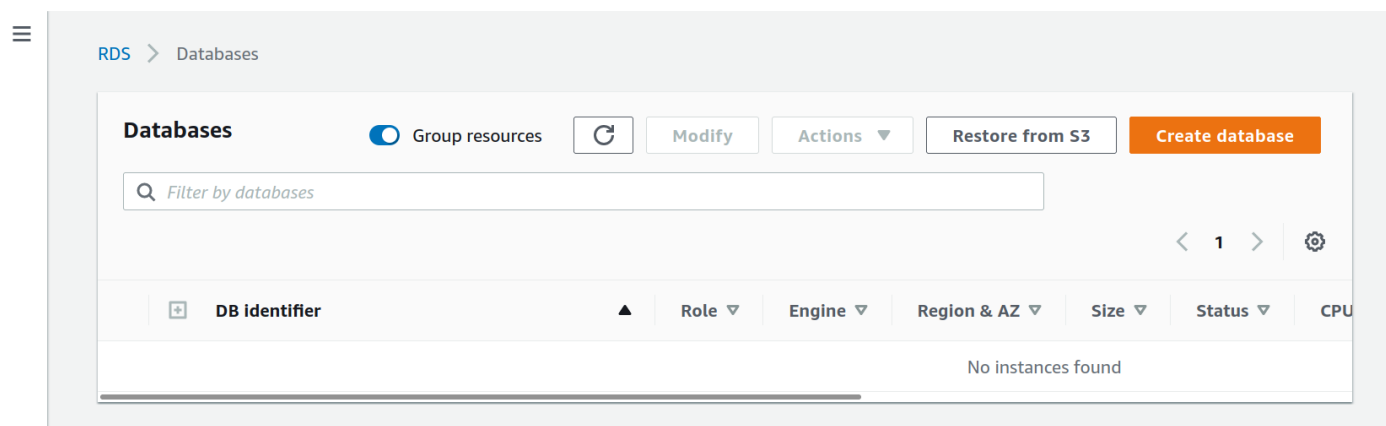 RDS > Databases
Databases Group resources Modify Actions Restore from S3 Create database
Filter by databases
1
DB identifier Role Engine Region & AZ Size Status CPU
No instances found